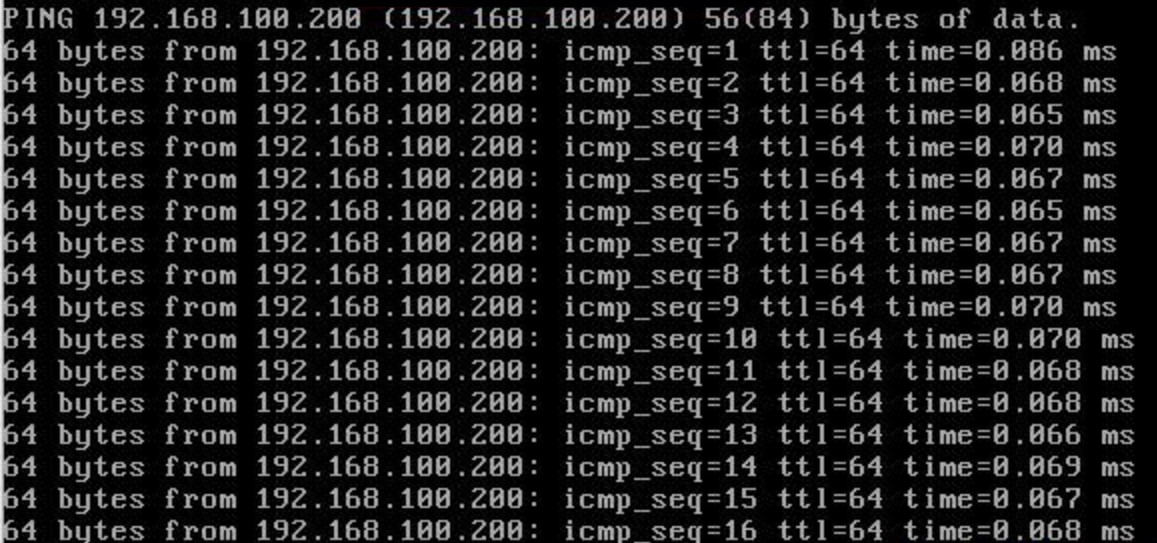 PING 192.168.100.200 (192.168.100.200) 56(84) bytes of data.
64 bytes from 192.168.100.200: icmp_seq=1 ttl=64 time=0.086 ms
64 bytes from 192.168.100.200: icmp_seq=2 ttl=64 time=0.068 ms
64 bytes from 192.168.100.200: icmp_seq=3 ttl=64 time=0.065 ms
64 bytes from 192.168.100.200: icmp_seq=4 ttl=64 time=0.070 ms
64 bytes from 192.168.100.200: icmp_seq=5 ttl=64 time=0.067 ms
64 bytes from 192.168.100.200: icmp_seq=6 ttl=64 time=0.065 ms
64 bytes from 192.168.100.200: icmp_seq=7 ttl=64 time=0.067 ms
64 bytes from 192.168.100.200: icmp_seq=8 ttl=64 time=0.067 ms
64 bytes from 192.168.100.200: icmp_seq=9 ttl=64 time=0.070 ms
64 bytes from 192.168.100.200: icmp_seq=10 ttl=64 time=0.070 ms
64 bytes from 192.168.100.200: icmp_seq=11 ttl=64 time=0.068 ms
64 bytes from 192.168.100.200: icmp_seq=12 ttl=64 time=0.068 ms
64 bytes from 192.168.100.200: icmp_seq=13 ttl=64 time=0.066 ms
64 bytes from 192.168.100.200: icmp_seq=14 ttl=64 time=0.069 ms
64 bytes from 192.168.100.200: icmp_seq=15 ttl=64 time=0.067 ms
64 bytes from 192.168.100.200: icmp_seq=16 ttl=64 time=0.068 ms